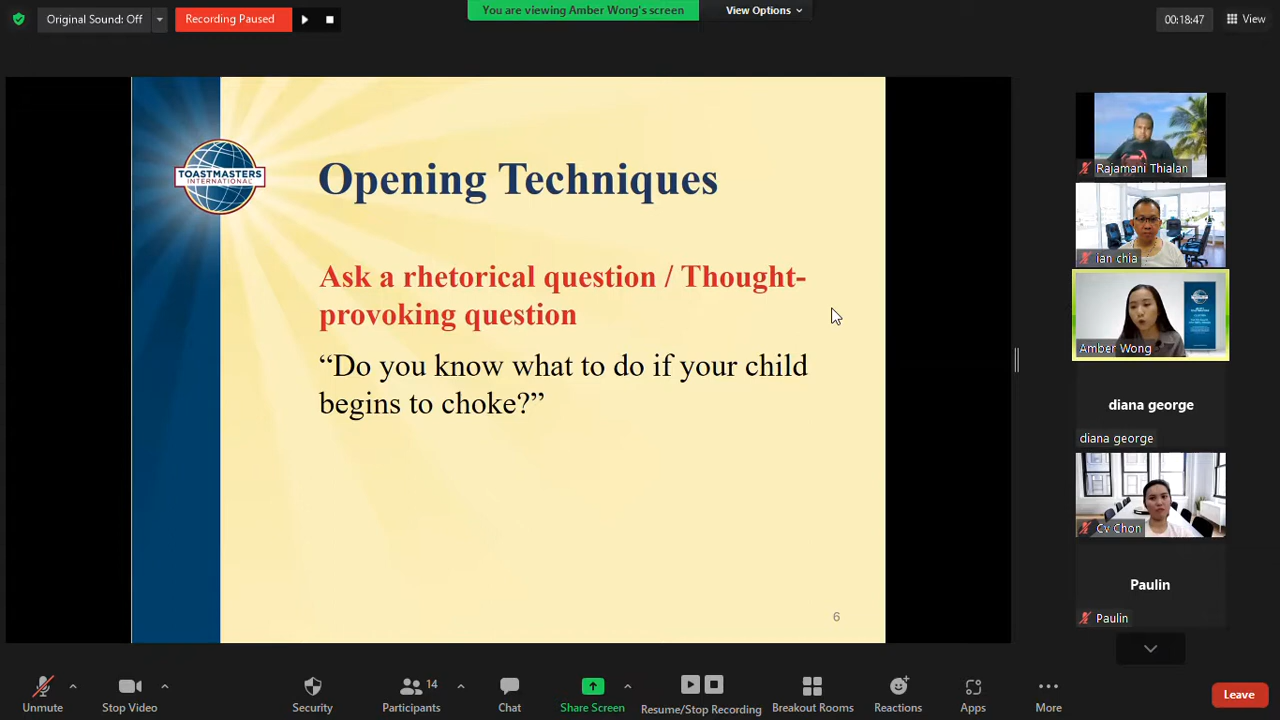 Original Sound: Off
Recording Paused
You are viewing Amber Wong's screen
View Options
00:18:47
View
TOASTMASTERS
INTERNATIONAL
Opening Techniques
Ask a rhetorical question / Thought-
provoking question
“Do you know what to do if your child
begins to choke?”
6
Rajamani Thialan
ian chia
TOASTMASTERS
Amber Wong
diana george
diana george
Cv Chon
Paulin
Paulin
Unmute
Stop Video
Security
14
Participants
Chat
Share Screen
Resume/Stop Recording
Breakout Rooms
Reactions
Apps
More
Leave